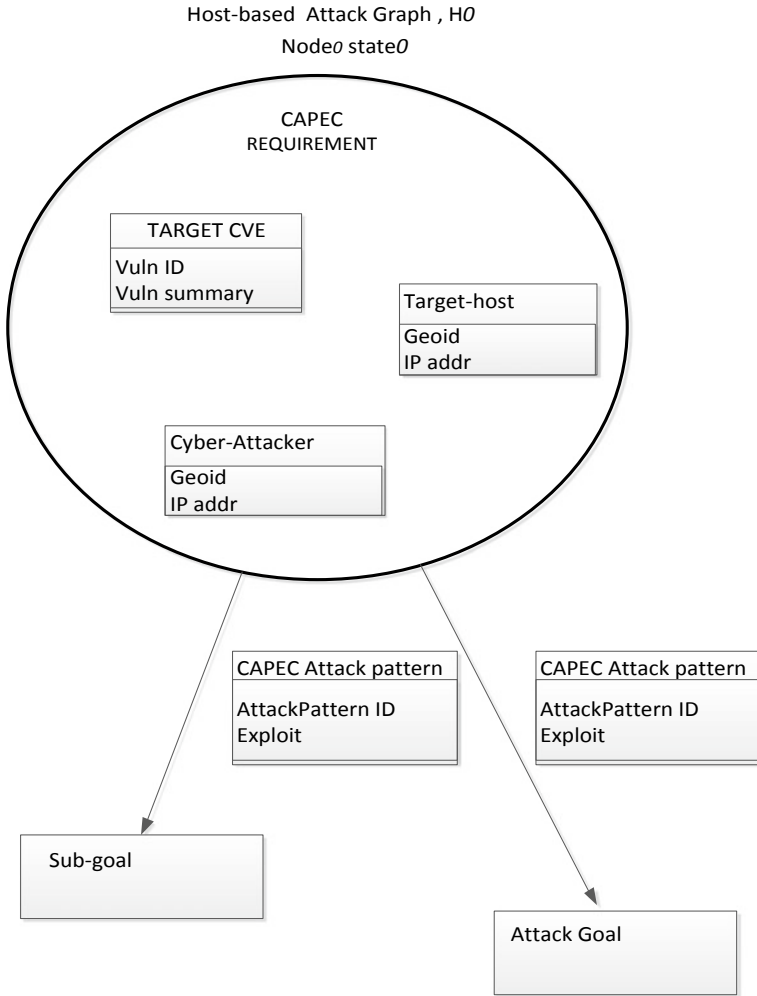 Host-based Attack Graph , H0
Node0 state0
CAPEC
REQUIREMENT
TARGET CVE
Vuln ID
Vuln summary
Target-host
Geoid
IP addr
Cyber-Attacker
Geoid
IP addr
CAPEC Attack pattern
AttackPattern ID
Exploit
CAPEC Attack pattern
AttackPattern ID
Exploit
Sub-goal
Attack Goal